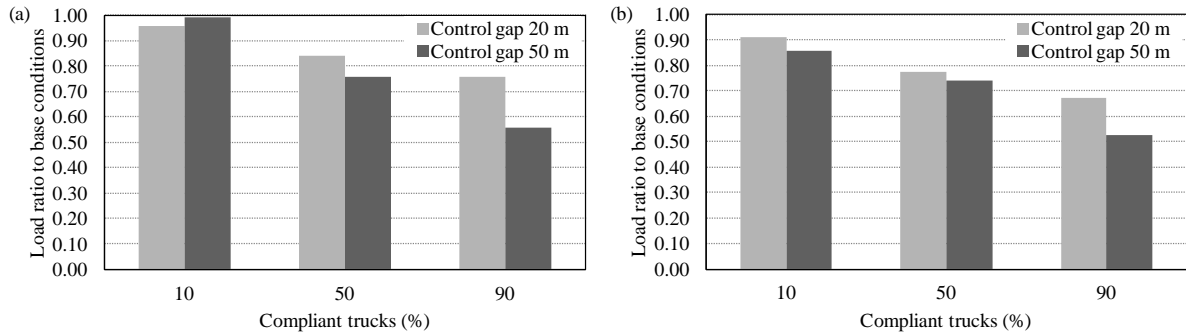 (a)
Load ratio to base conditions
1.00
0.90
0.80
0.70
0.60
0.50
0.40
0.30
0.20
0.10
0.00
Control gap 20 m
Control gap 50 m
10 50 90
Compliant trucks (%)
(b)
Load ratio to base conditions
1.00
0.90
0.80
0.70
0.60
0.50
0.40
0.30
0.20
0.10
0.00
Control gap 20 m
Control gap 50 m
10 50 90
Compliant trucks (%)